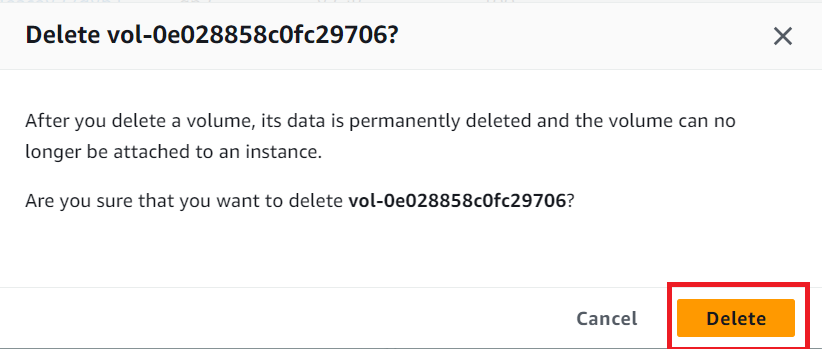 Delete vol-0e028858c0fc29706?
After you delete a volume, its data is permanently deleted and the volume can no
longer be attached to an instance.
Are you sure that you want to delete vol-0e028858c0fc29706?
Cancel
Delete